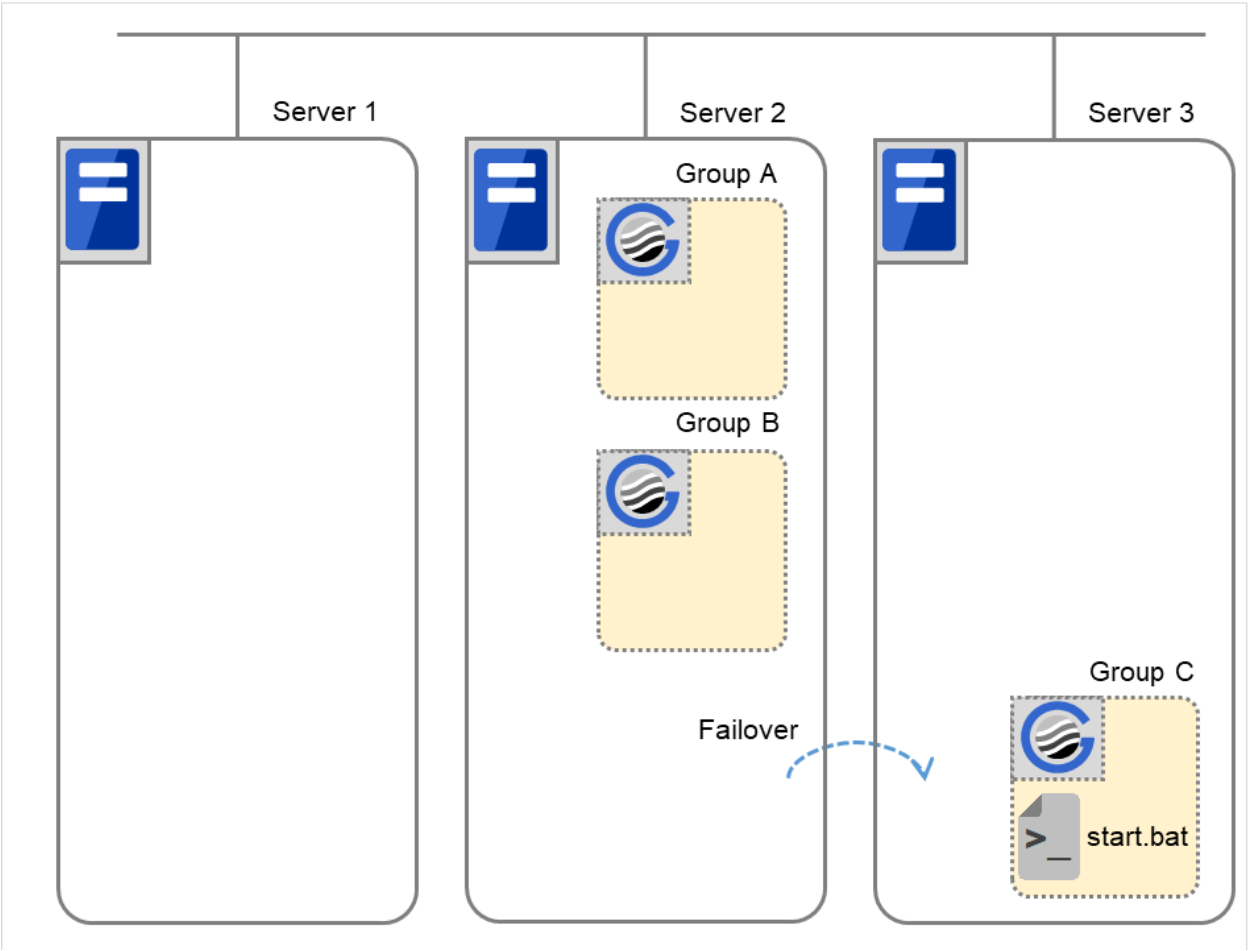 Server 1
Server 2
Server 3
Group A
Group B
Group C
Failover
>_
start.bat